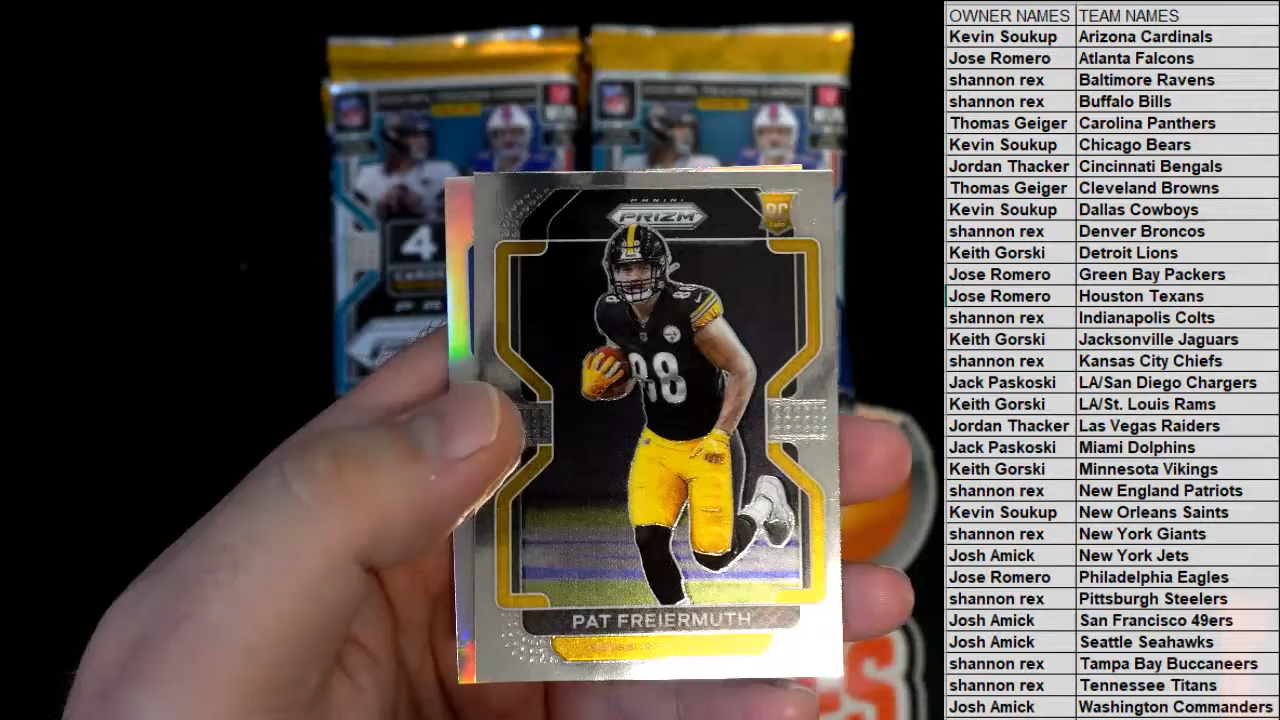 OWNER NAMES TEAM NAMES
Kevin Soukup Arizona Cardinals
Jose Romero Atlanta Falcons
shannon rex Baltimore Ravens
shannon rex Buffalo Bills
Thomas Geiger Carolina Panthers
Kevin Soukup Chicago Bears
Jordan Thacker Cincinnati Bengals
Thomas Geiger Cleveland Browns
Kevin Soukup Dallas Cowboys
shannon rex Denver Broncos
Keith Gorski Detroit Lions
Jose Romero Green Bay Packers
Jose Romero Houston Texans
shannon rex Indianapolis Colts
Keith Gorski Jacksonville Jaguars
shannon rex Kansas City Chiefs
Jack Paskoski LA/San Diego Chargers
Keith Gorski LA/St. Louis Rams
Jordan Thacker Las Vegas Raiders
Jack Paskoski Miami Dolphins
Keith Gorski Minnesota Vikings
shannon rex New England Patriots
Kevin Soukup New Orleans Saints
shannon rex New York Giants
Josh Amick New York Jets
Jose Romero Philadelphia Eagles
shannon rex Pittsburgh Steelers
Josh Amick San Francisco 49ers
Josh Amick Seattle Seahawks
shannon rex Tampa Bay Buccaneers
shannon rex Tennessee Titans
Josh Amick Washington Commanders
PANINI
PRIZM
RC
88
88
PAT FREIERMUTH
4